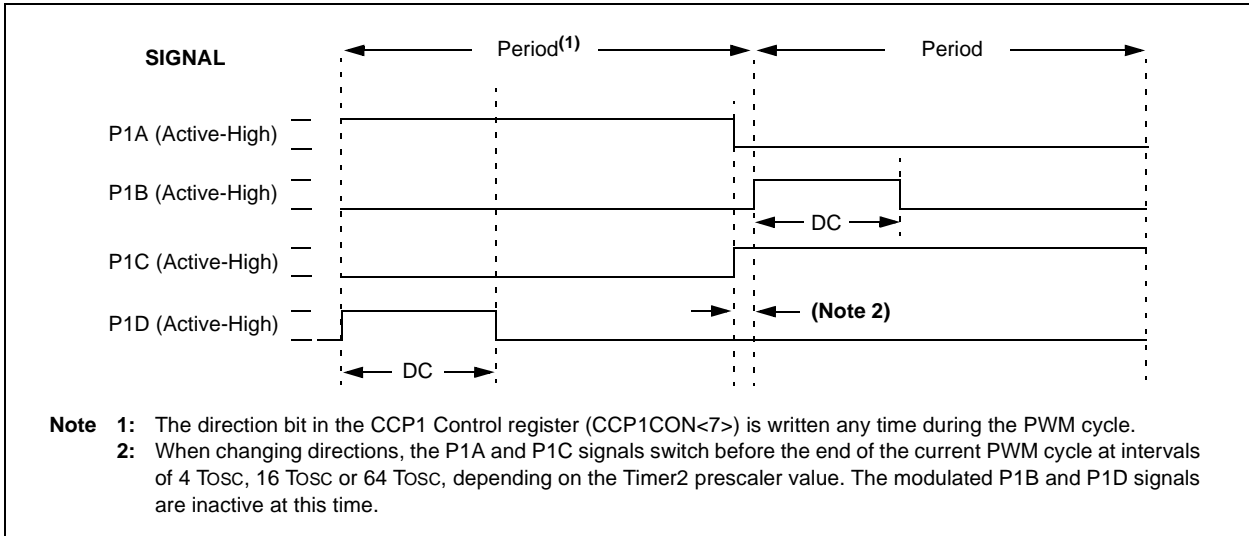 SIGNAL
Period(1)
Period
P1A (Active-High)
P1B (Active-High)
DC
P1C (Active-High)
P1D (Active-High)
(Note 2)
DC
Note 1: The direction bit in the CCP1 Control register (CCP1CON<7>) is written any time during the PWM cycle.
2: When changing directions, the P1A and P1C signals switch before the end of the current PWM cycle at intervals
of 4 TOSC, 16 TOSC or 64 TOSC, depending on the Timer2 prescaler value. The modulated P1B and P1D signals
are inactive at this time.